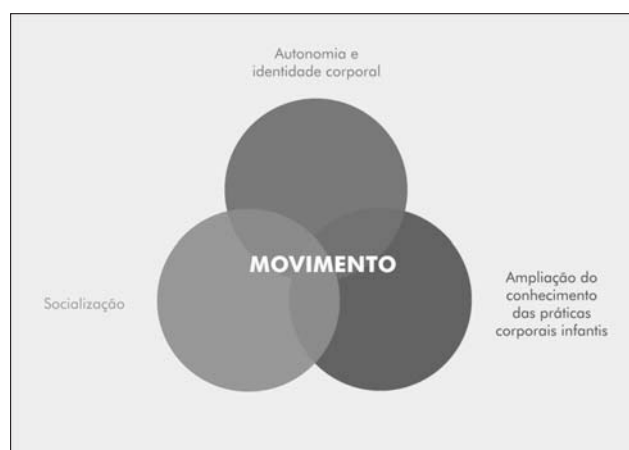 Autonomia e
identidade corporal
MOVIMENTO
Socialização
Ampliação do
conhecimento
das práticas
corporais infantis